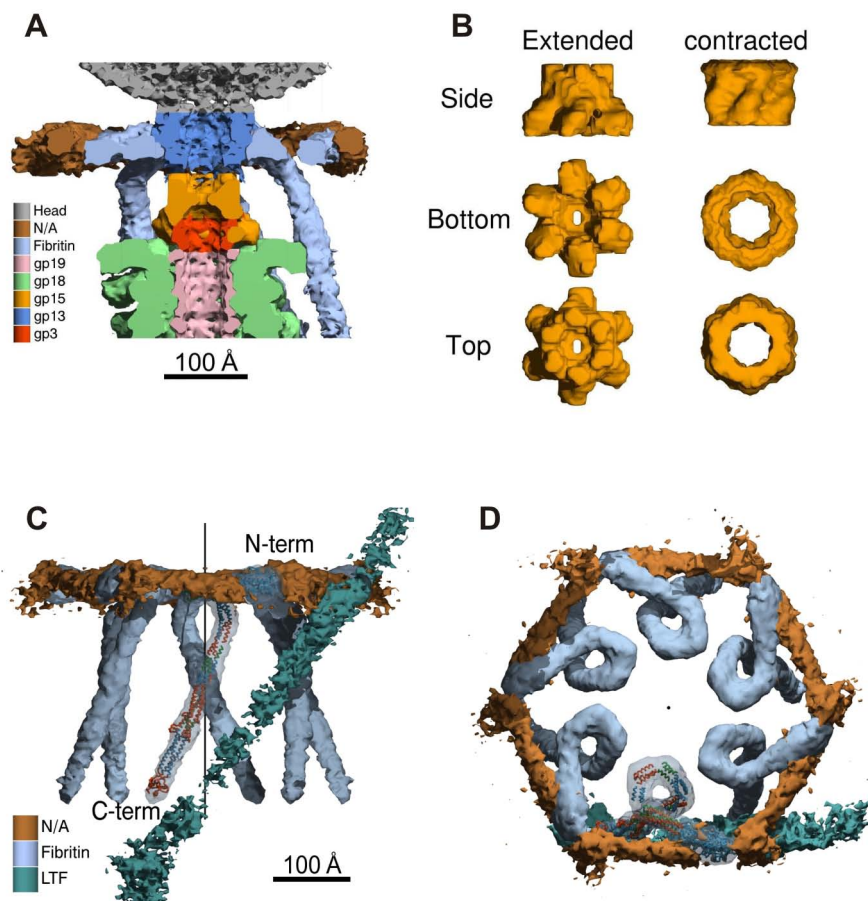 A
Head
N/A
Fibritin
gp19
gp18
gp15
gp13
gp3
100 Å
B
Extended contracted
Side
Bottom
Top
C
N-term
C-term
N/A
Fibritin
LTF
100 Å
D